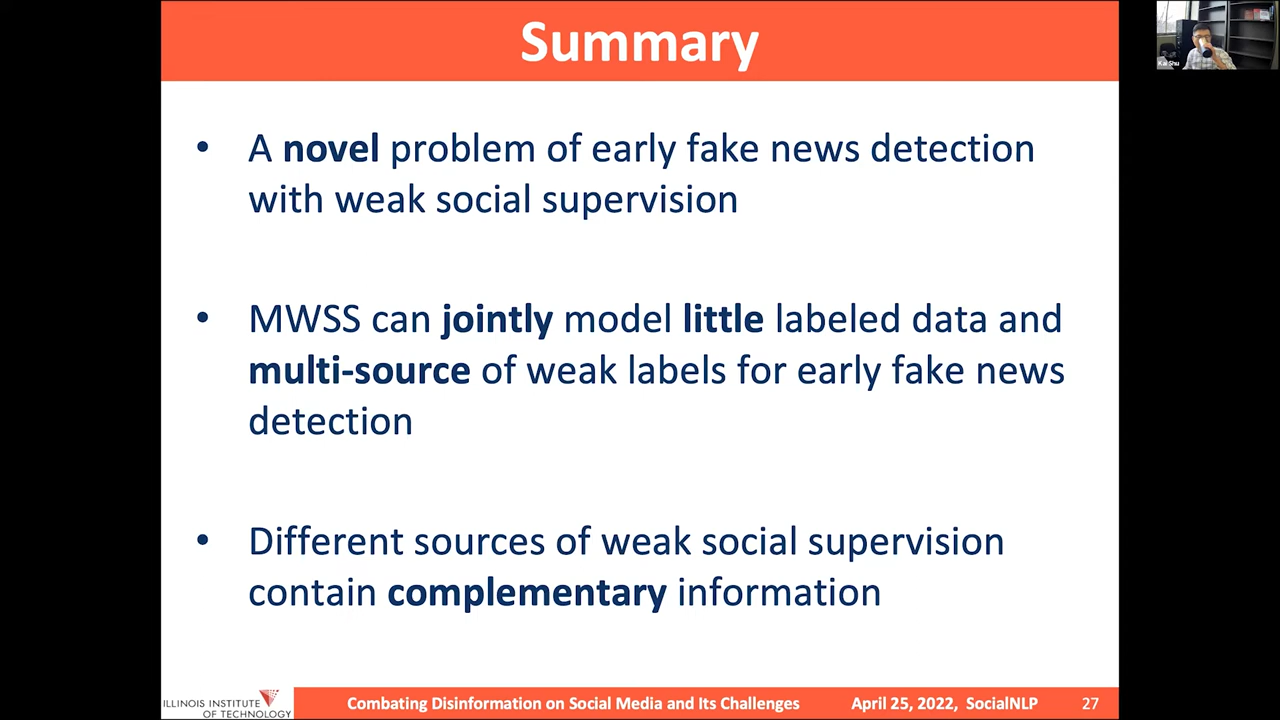 Summary
Kai Shu
• A novel problem of early fake news detection
with weak social supervision
• MWSS can jointly model little labeled data and
multi-source of weak labels for early fake news
detection
• Different sources of weak social supervision
contain complementary information
ILLINOIS INSTITUTE
OF TECHNOLOGY
Combating Disinformation on Social Media and Its Challenges
April 25, 2022, SocialNLP
27